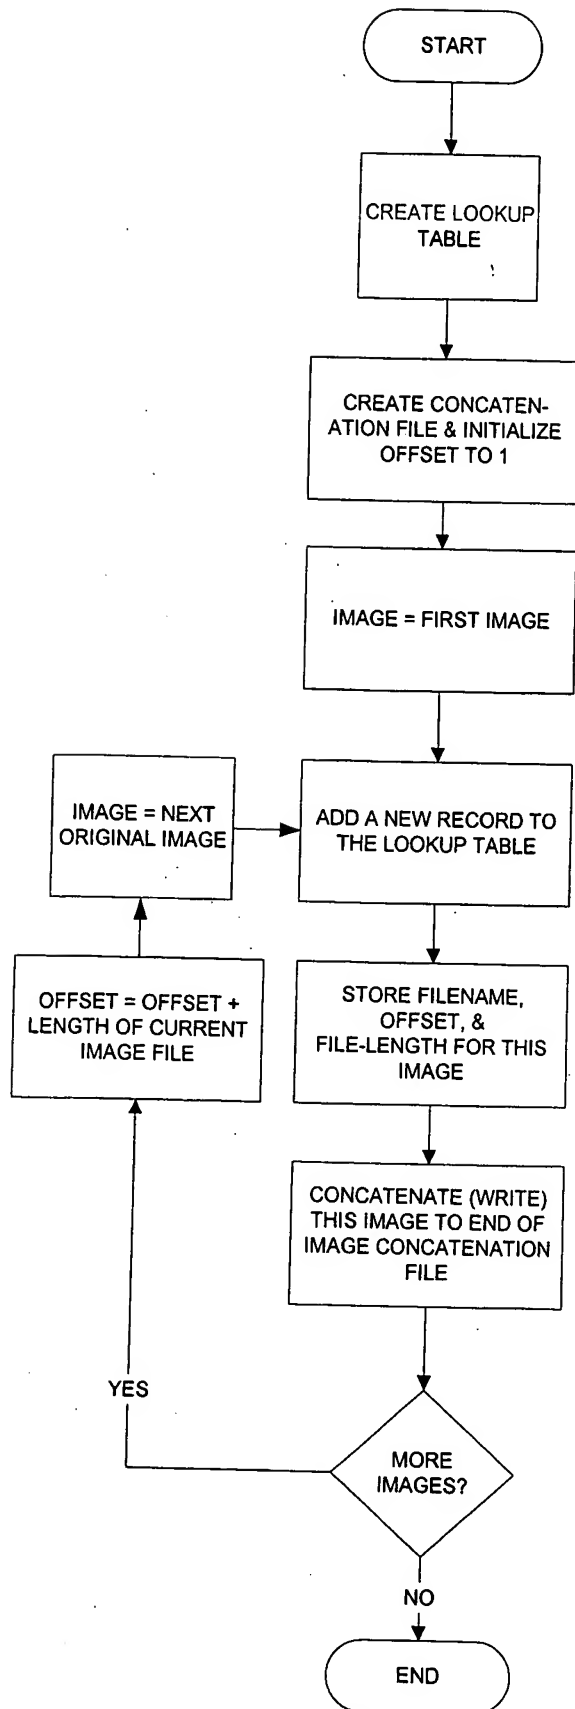 START
CREATE LOOKUP
TABLE
CREATE CONCATEN-
ATION FILE & INITIALIZE
OFFSET TO 1
IMAGE = FIRST IMAGE
IMAGE = NEXT
ORIGINAL IMAGE
ADD A NEW RECORD TO
THE LOOKUP TABLE
OFFSET = OFFSET +
LENGTH OF CURRENT
IMAGE FILE
STORE FILENAME,
OFFSET, &
FILE-LENGTH FOR THIS
IMAGE
CONCATENATE (WRITE)
THIS IMAGE TO END OF
IMAGE CONCATENATION
FILE
YES
MORE
IMAGES?
NO
END